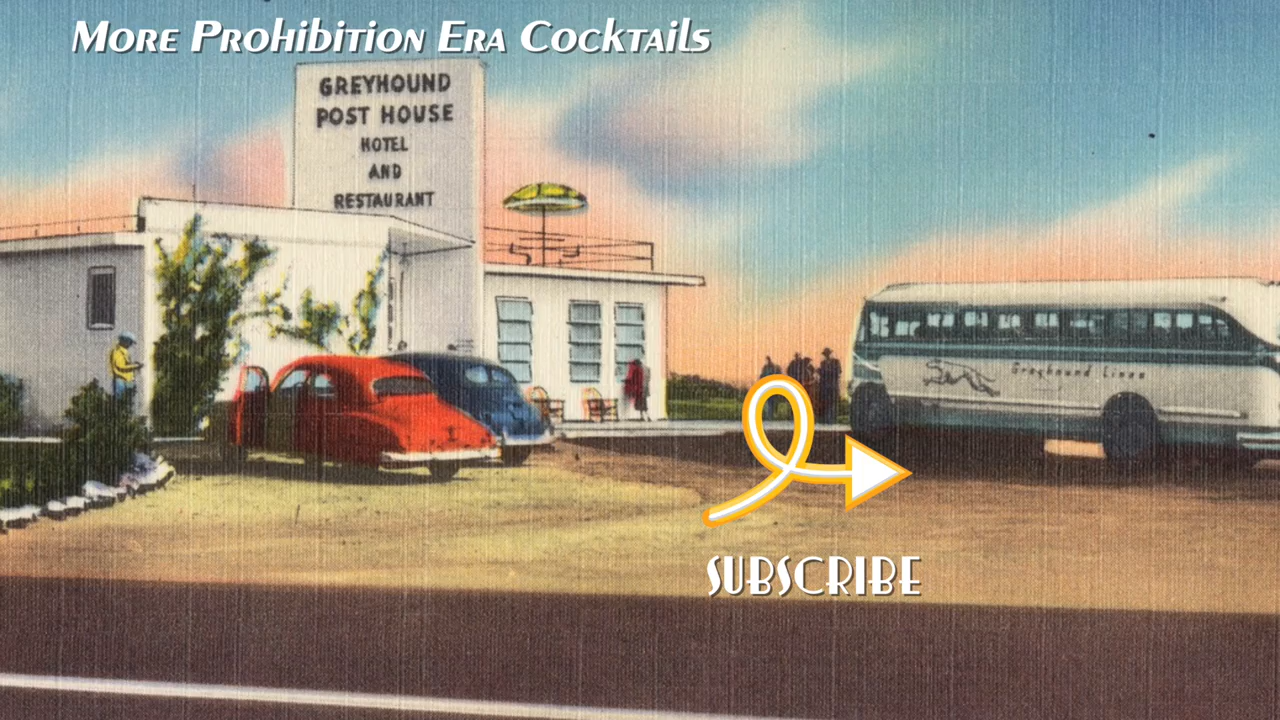 More Prohibition Era Cocktails
GREYHOUND
POST HOUSE
HOTEL
AND
RESTAURANT
Greyhound Lines
SUBSCRIBE